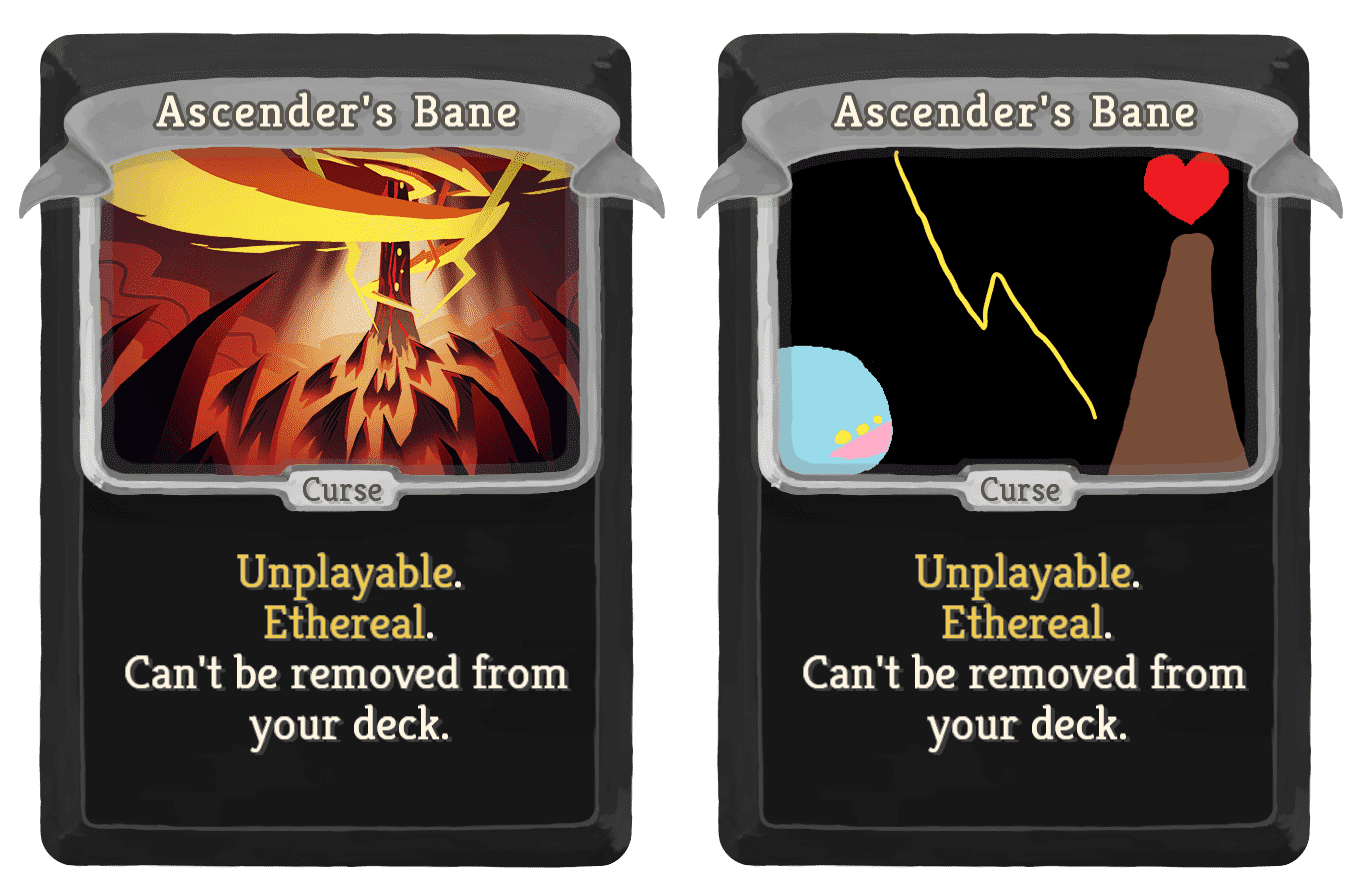 Ascender's Bane
Curse
Unplayable.
Ethereal.
Can't be removed from
your deck.
Ascender's Bane
Curse
Unplayable.
Ethereal.
Can't be removed from
your deck.